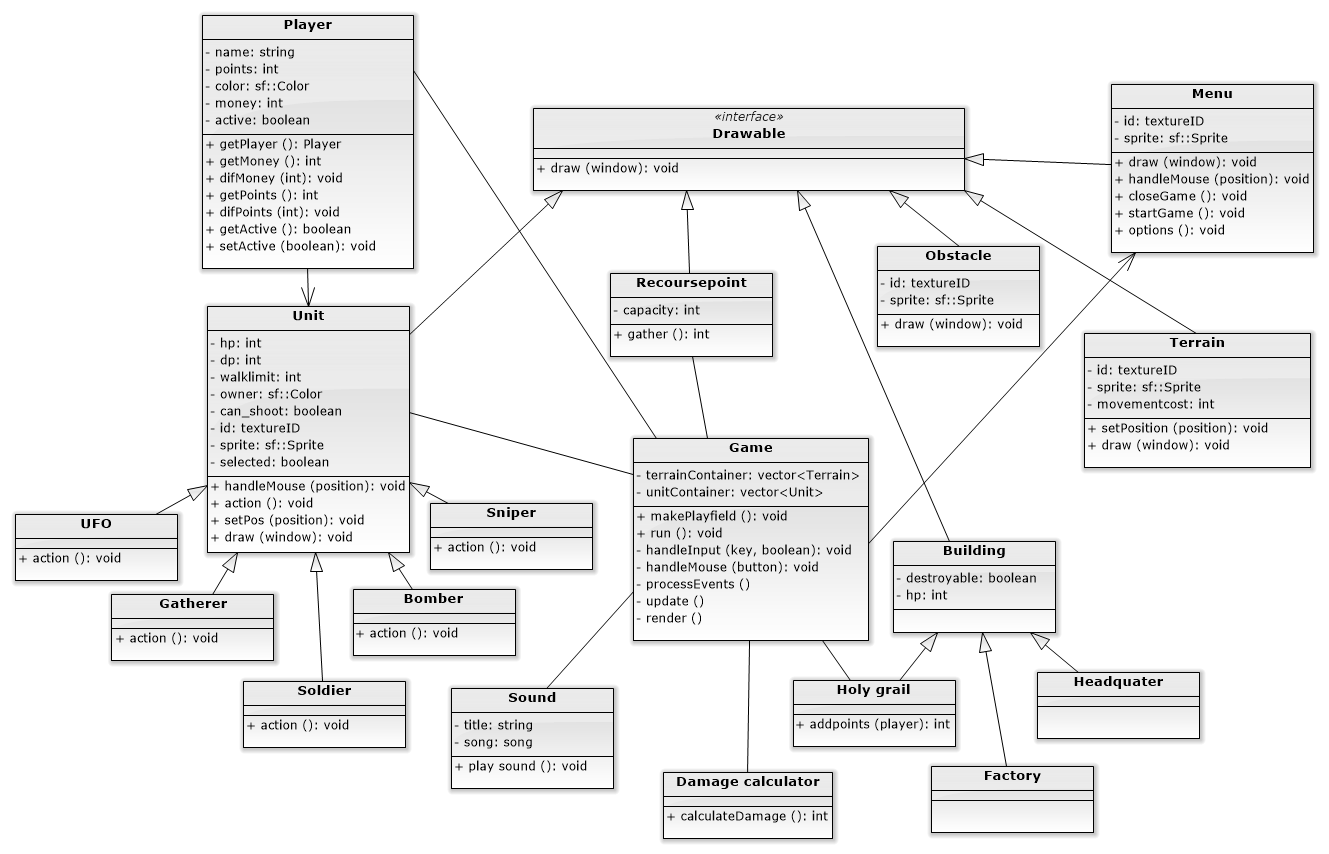 Player
- name: string
- points: int
- color: sf::Color
- money: int
- active: boolean
+ getPlayer (): Player
+ getMoney (): int
+ difMoney (int): void
+ getPoints (): int
+ difPoints (int): void
+ getActive (): boolean
+ setActive (boolean): void
«interface»
Drawable
+ draw (window): void
Menu
- id: textureID
- sprite: sf::Sprite
+ draw (window): void
+ handleMouse (position): void
+ closeGame (): void
+ startGame (): void
+ options (): void
Obstacle
- id: textureID
- sprite: sf::Sprite
+ draw (window): void
Recoursepoint
- capacity: int
+ gather (): int
Unit
- hp: int
- dp: int
- walklimit: int
- owner: sf::Color
- can_shoot: boolean
- id: textureID
- sprite: sf::Sprite
- selected: boolean
+ handleMouse (position): void
+ action (): void
+ setPos (position): void
+ draw (window): void
Terrain
- id: textureID
- sprite: sf::Sprite
- movementcost: int
+ setPosition (position): void
+ draw (window): void
Game
- terrainContainer: vector<Terrain>
- unitContainer: vector<Unit>
+ makePlayfield (): void
+ run (): void
- handleInput (key, boolean): void
- handleMouse (button): void
- processEvents ()
- update ()
- render ()
UFO
+ action (): void
Sniper
+ action (): void
Building
- destroyable: boolean
- hp: int
Gatherer
+ action (): void
Bomber
+ action (): void
Soldier
+ action (): void
Sound
- title: string
- song: song
+ play sound (): void
Holy grail
+ addpoints (player): int
Headquater
Damage calculator
+ calculateDamage (): int
Factory